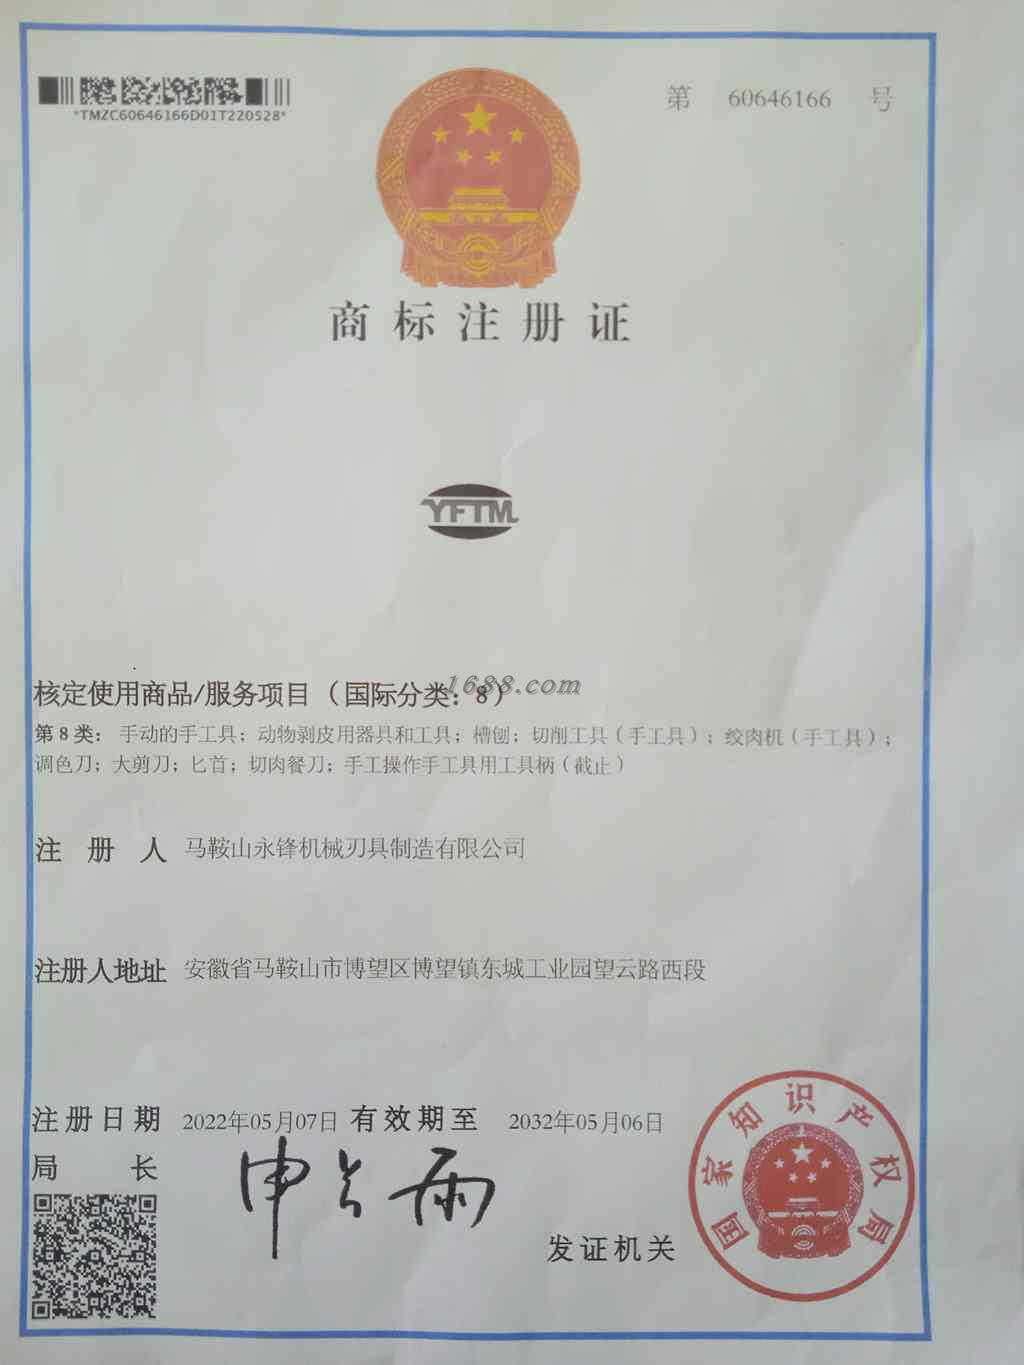 *TMZC60646166D01T220528*
第 60646166 号
商标注册证
YFTM
核定使用商品/服务项目（国际分类：8）
1688.com
第 8 类：手动的手工具；动物剥皮用器具和工具；槽刨；切削工具（手工具）；绞肉机（手工具）；
调色刀；大剪刀；匕首；切肉餐刀；手工操作手工具用工具柄（截止）
注册人 马鞍山永锋机械刃具制造有限公司
注册人地址 安徽省马鞍山市博望区博望镇东城工业园望云路西段
注册日期 2022年05月07日 有效期至 2032年05月06日
局长 申长雨
发证机关
国家知识产权局